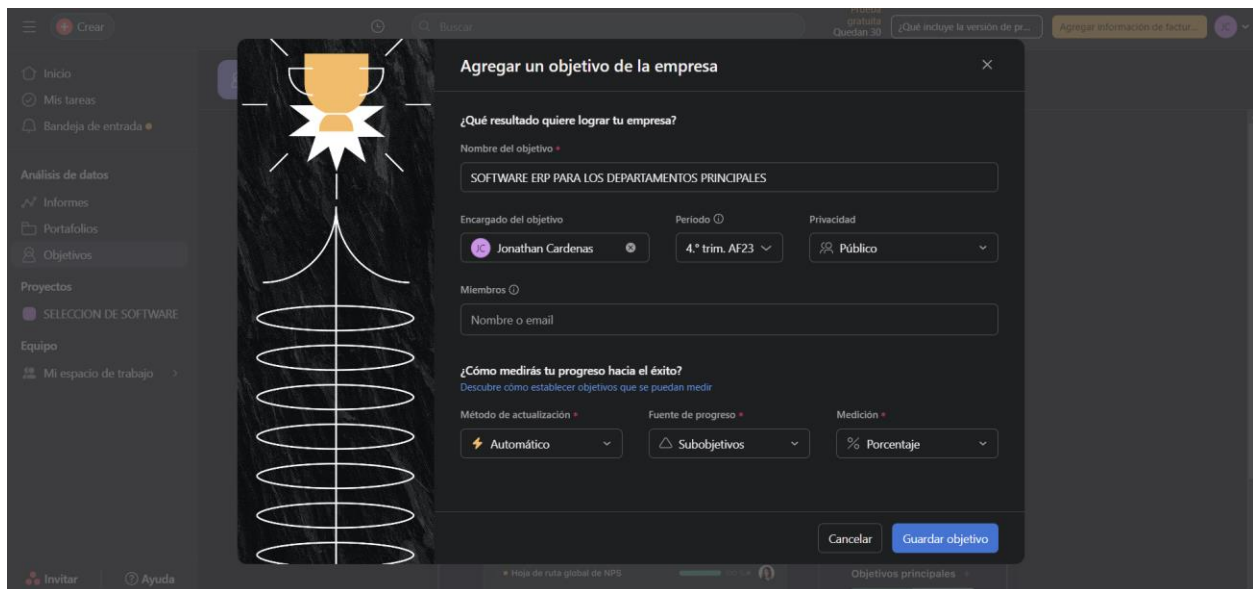 Crear
Buscar
Prueba
gratuita
Quedan 30
¿Qué incluye la versión de pr...
Agregar información de factur...
JC
Inicio
Mis tareas
Bandeja de entrada
Análisis de datos
Informes
Portafolios
Objetivos
Proyectos
SELECCION DE SOFTWARE
Equipo
Mi espacio de trabajo
Invitar
Ayuda
Agregar un objetivo de la empresa
¿Qué resultado quiere lograr tu empresa?
Nombre del objetivo *
SOFTWARE ERP PARA LOS DEPARTAMENTOS PRINCIPALES
Encargado del objetivo
Período
Privacidad
JC Jonathan Cardenas
4.° trim. AF23
Público
Miembros
Nombre o email
¿Cómo medirás tu progreso hacia el éxito?
Descubre cómo establecer objetivos que se puedan medir
Método de actualización *
Fuente de progreso *
Medición *
Automático
Subobjetivos
% Porcentaje
Cancelar
Guardar objetivo
Hoja de ruta global de NPS
Objetivos principales